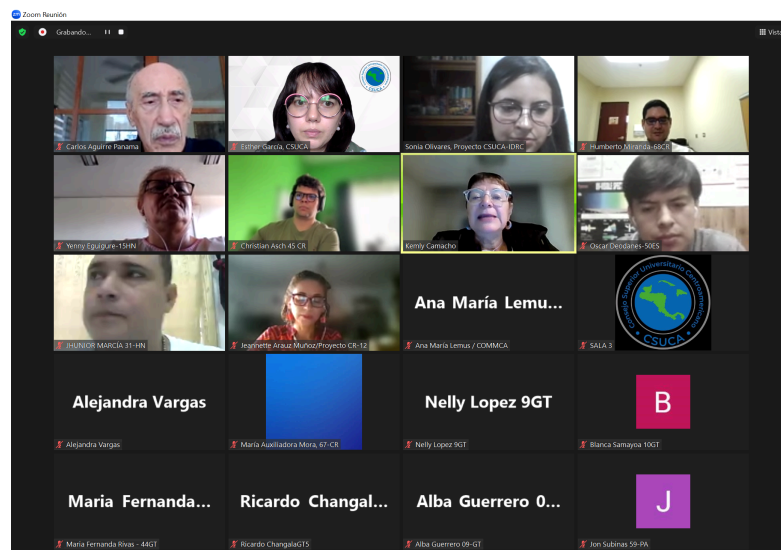 Zoom Reunión
Grabando...
Vista
Carlos Aguirre Panama
Esther García, CSUCA
CSUCA
Sonia Olivares, Proyecto CSUCA-IDRC
Humberto Miranda-68CR
Yenny Eguigure-15HN
Christian Asch 45 CR
Kemly Camacho
Oscar Deodanes-50ES
JHUNIOR MARCÍA 31-HN
Jeannette Arauz Muñoz/Proyecto CR-12
Ana María Lemu...
Ana María Lemus / COMMCA
Consejo Superior Universitario Centroamericano
CSUCA
SALA 3
Alejandra Vargas
Alejandra Vargas
María Auxiliadora Mora, 67-CR
Nelly Lopez 9GT
Nelly Lopez 9GT
B
Blanca Samayoa 10GT
Maria Fernanda...
Maria Fernanda Rivas - 44GT
Ricardo Changal...
Ricardo ChangalaGT5
Alba Guerrero 0...
Alba Guerrero 09-GT
J
Jon Subinas 59-PA